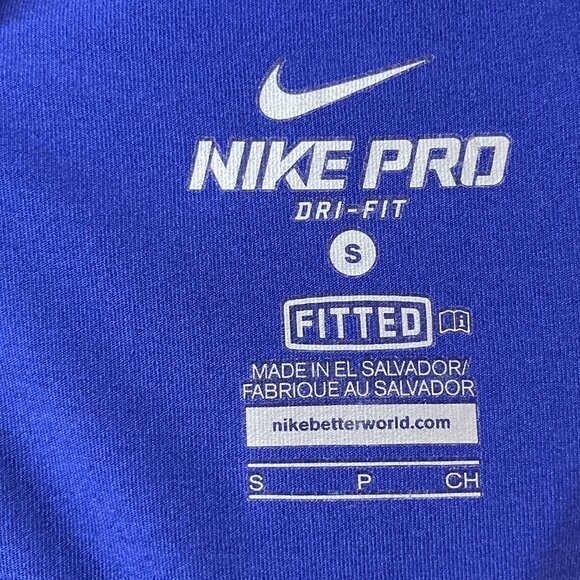 NIKE PRO
DRI-FIT
S
FITTED
MADE IN EL SALVADOR/
FABRIQUE AU SALVADOR
nikebetterworld.com
S P CH